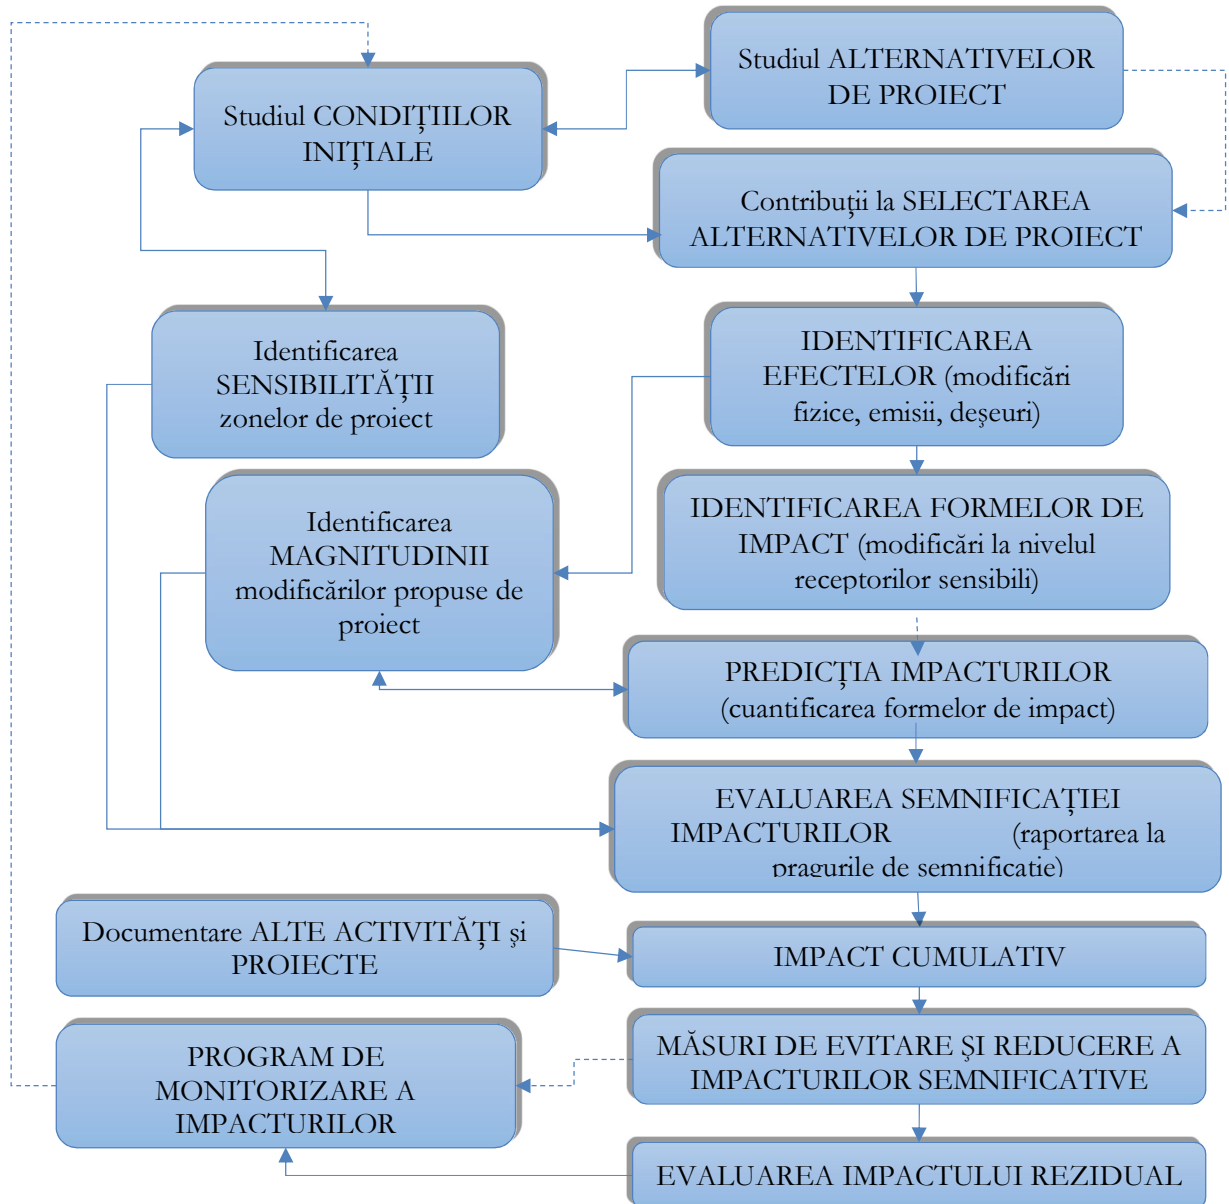 Studiul ALTERNATIVELOR
DE PROIECT
Studiul CONDIȚIILOR
INIȚIALE
Contribuții la SELECTAREA
ALTERNATIVELOR DE PROIECT
Identificarea
SENSIBILITĂȚII
zonelor de proiect
IDENTIFICAREA
EFECTELOR (modificări
fizice, emisii, deșeuri)
Identificarea
MAGNITUDINII
modificărilor propuse de
proiect
IDENTIFICAREA FORMELOR DE
IMPACT (modificări la nivelul
receptorilor sensibili)
PREDICȚIA IMPACTURILOR
(cuantificarea formelor de impact)
EVALUAREA SEMNIFICAȚIEI
IMPACTURILOR (raportarea la
pragurile de semnificație)
Documentare ALTE ACTIVITĂȚI și
PROIECTE
IMPACT CUMULATIV
PROGRAM DE
MONITORIZARE A
IMPACTURILOR
MĂSURI DE EVITARE ȘI REDUCERE A
IMPACTURILOR SEMNIFICATIVE
EVALUAREA IMPACTULUI REZIDUAL